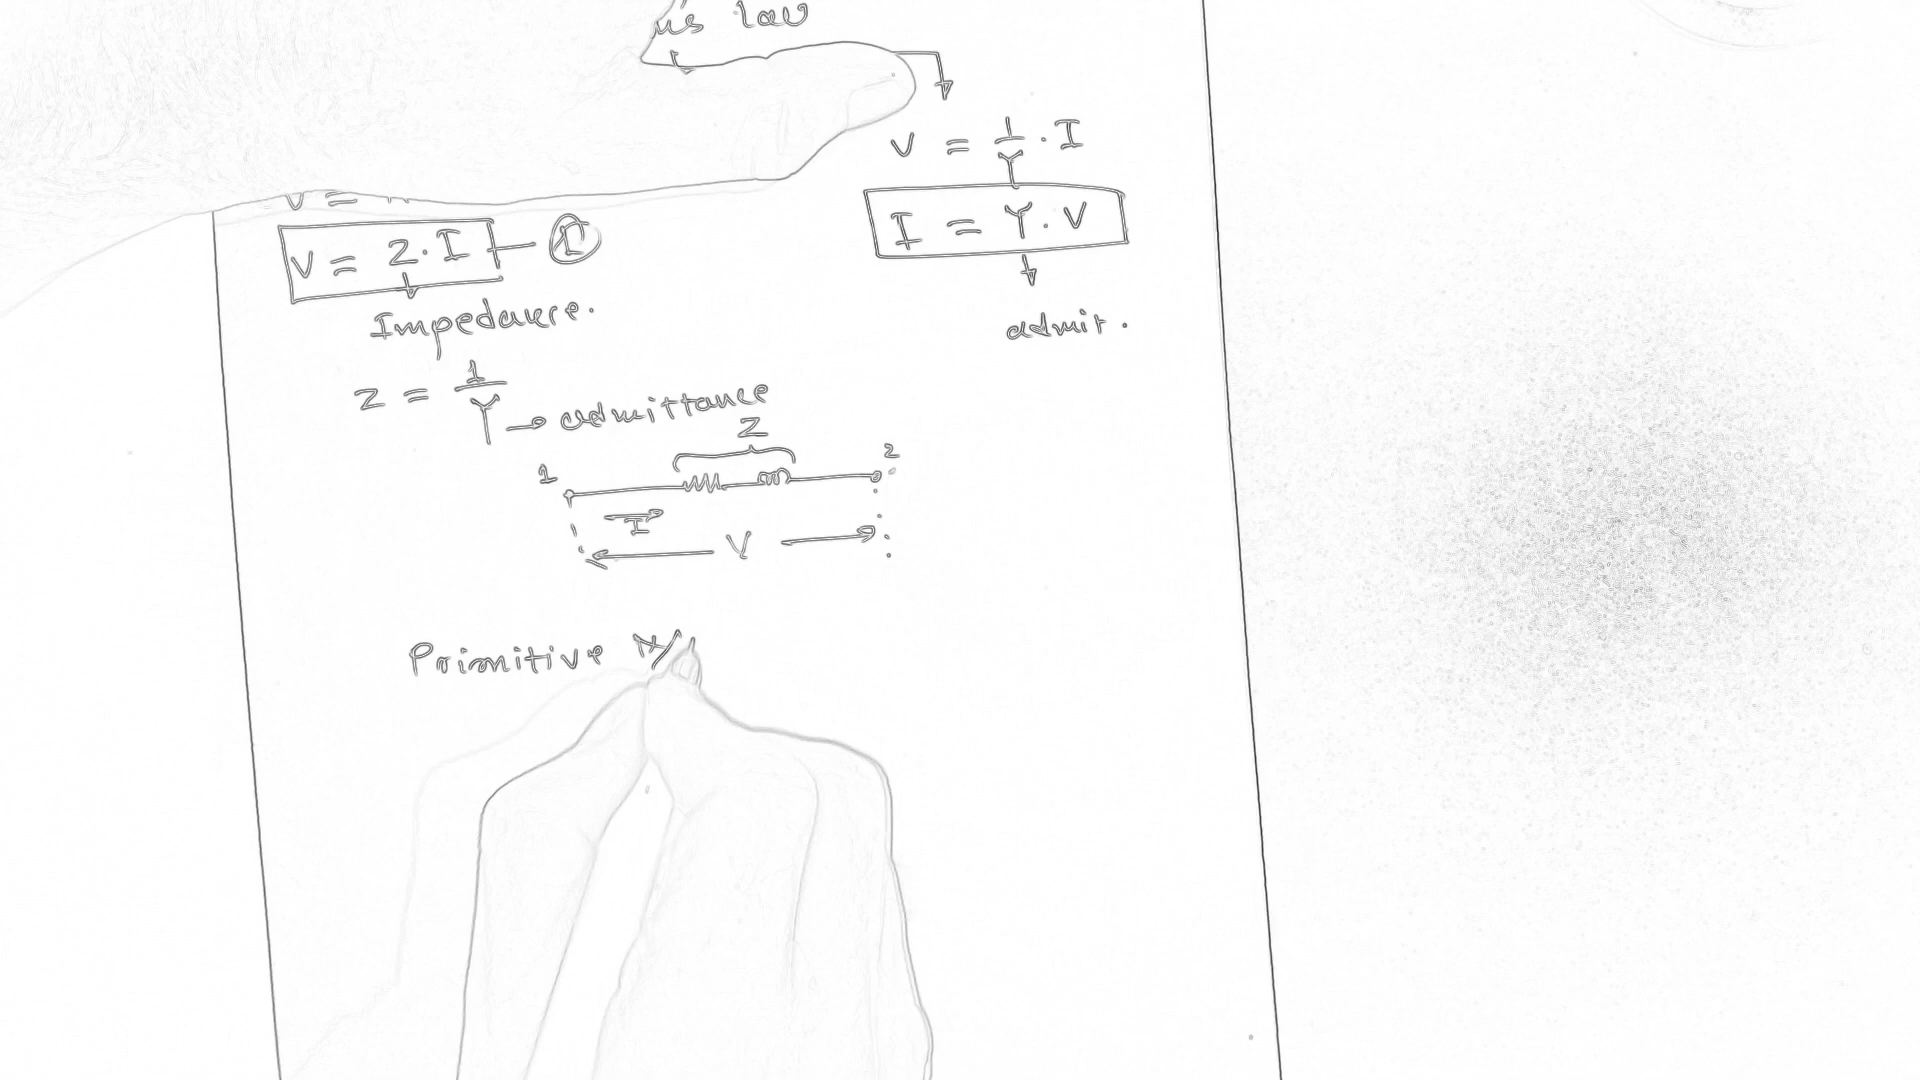 law
V = 1/Y . I
V =
V = Z . I — ①
I = Y . V
Impedance.
admit.
Z = 1/Y → admittance
Z
1 2
I
V
Primitive N/